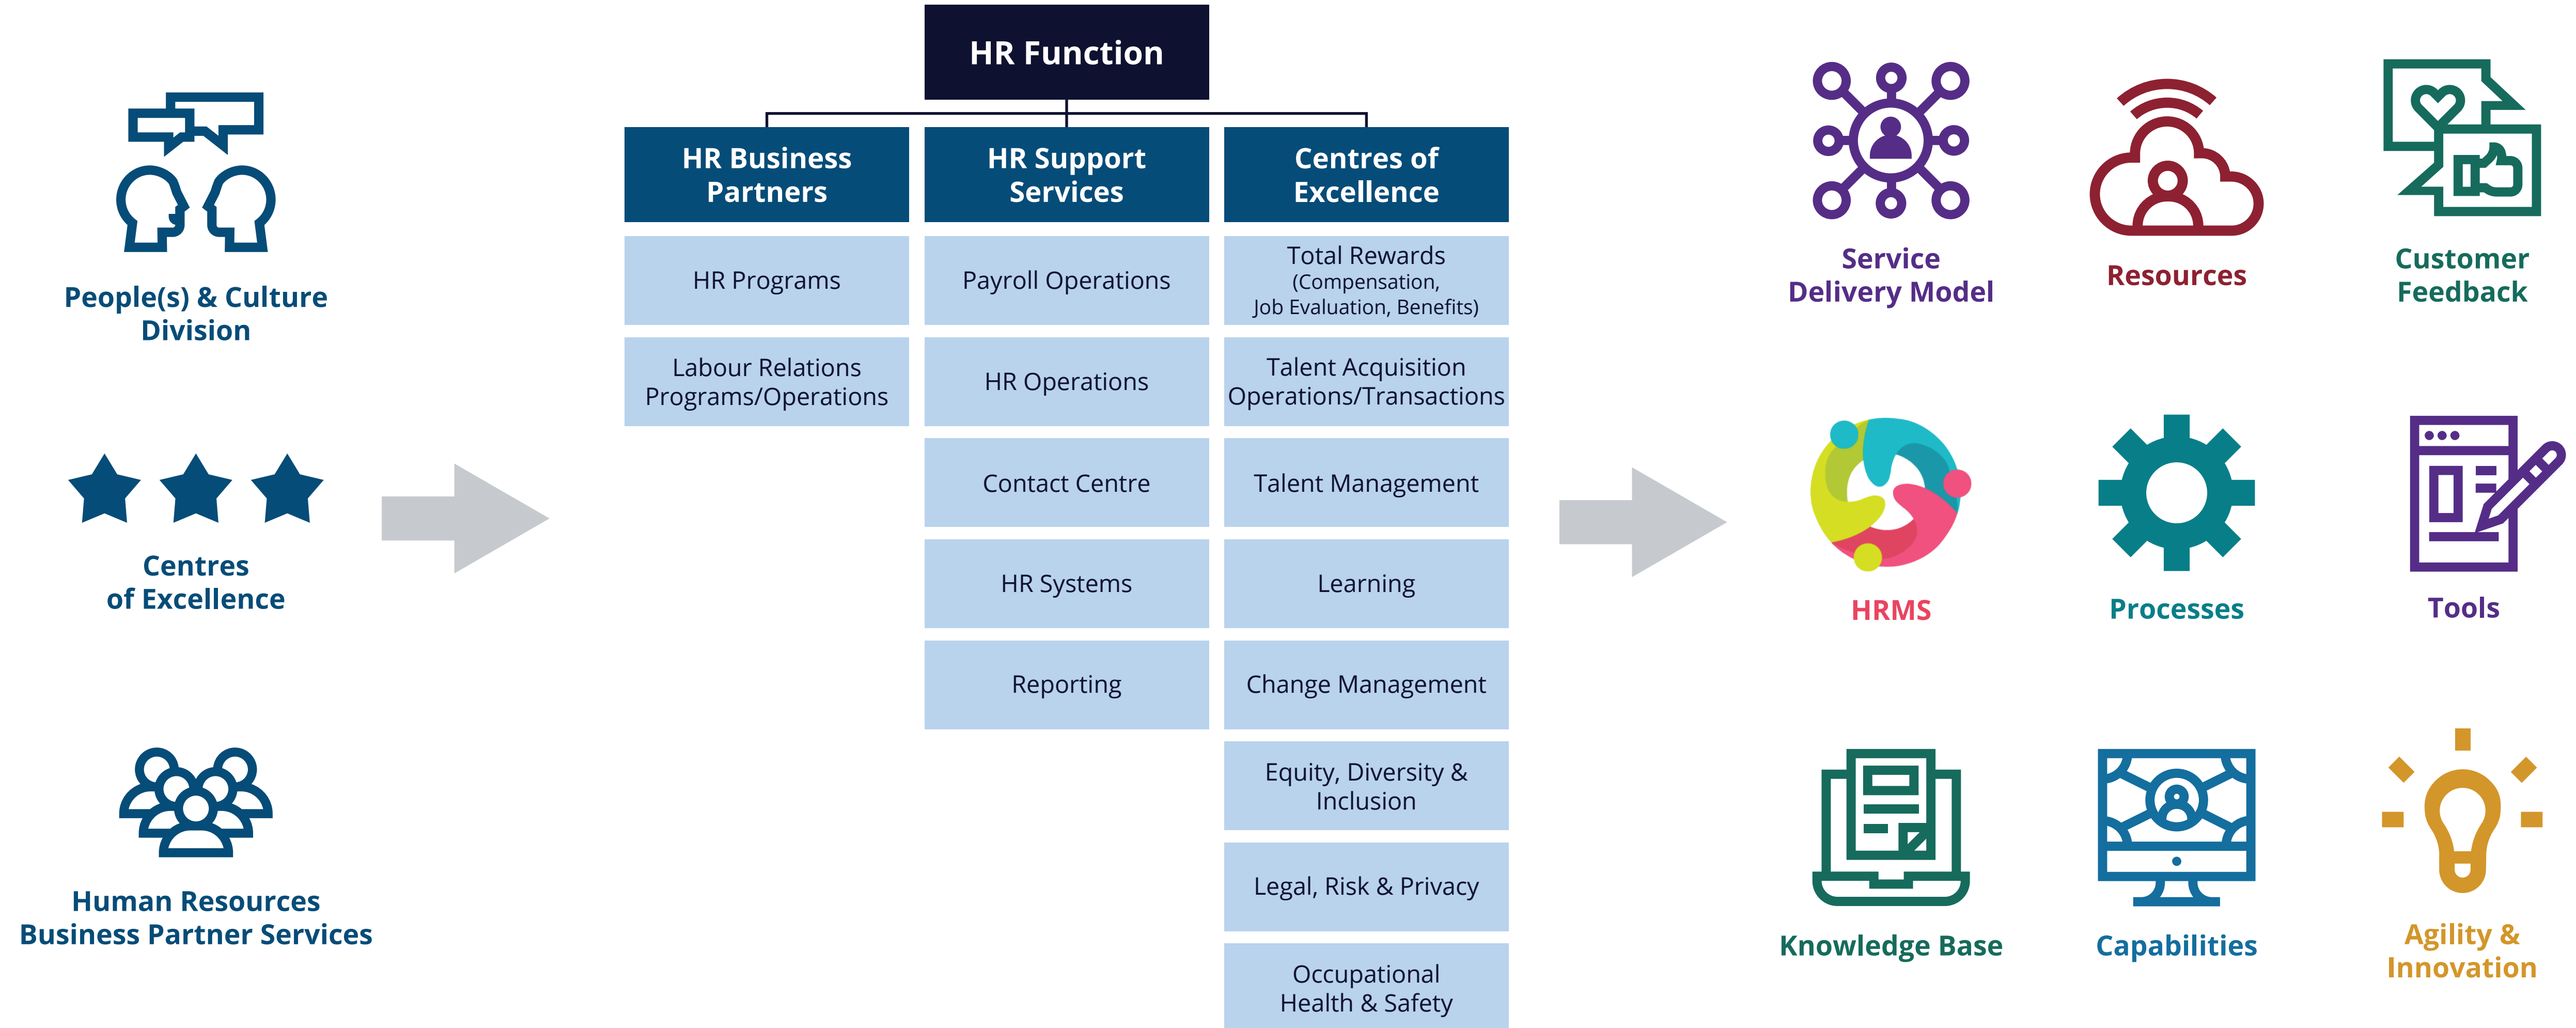 People(s) & Culture
Division
Centres
of Excellence
Human Resources
Business Partner Services
HR Function
HR Business
Partners
HR Programs
Labour Relations
Programs/Operations
HR Support
Services
Payroll Operations
HR Operations
Contact Centre
HR Systems
Reporting
Centres of
Excellence
Total Rewards
(Compensation,
Job Evaluation, Benefits)
Talent Acquisition
Operations/Transactions
Talent Management
Learning
Change Management
Equity, Diversity &
Inclusion
Legal, Risk & Privacy
Occupational
Health & Safety
Service
Delivery Model
Resources
Customer
Feedback
HRMS
Processes
Tools
Knowledge Base
Capabilities
Agility &
Innovation